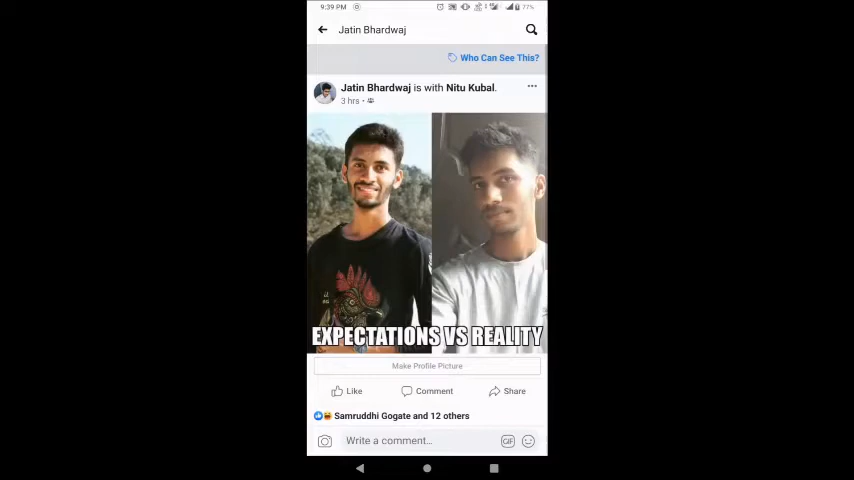 9:39 PM
77%
Jatin Bhardwaj
Who Can See This?
Jatin Bhardwaj is with Nitu Kubal.
3 hrs
EXPECTATIONS VS REALITY
Make Profile Picture
Like Comment Share
Samruddhi Gogate and 12 others
Write a comment... GIF